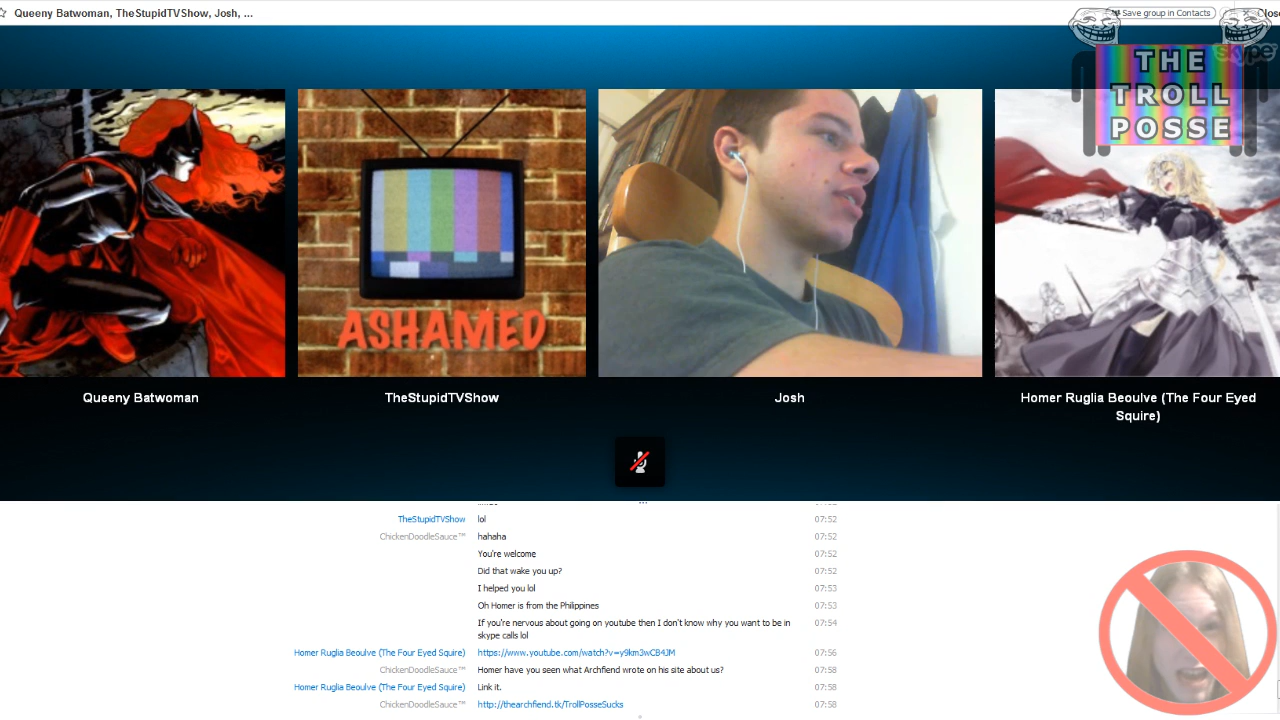 Queeny Batwoman, TheStupidTVShow, Josh, ...
Save group in Contacts
skype
THE
TROLL
POSSE
ASHAMED
Queeny Batwoman
TheStupidTVShow
Josh
Homer Ruglia Beoulve (The Four Eyed
Squire)
TheStupidTVShow lol 07:52
ChickenDoodleSauce™ hahaha 07:52
You're welcome 07:52
Did that wake you up? 07:52
I helped you lol 07:53
Oh Homer is from the Philippines 07:53
If you're nervous about going on youtube then I don't know why you want to be in 07:54
skype calls lol
Homer Ruglia Beoulve (The Four Eyed Squire) https://www.youtube.com/watch?v=y9km3wCB4JM 07:56
ChickenDoodleSauce™ Homer have you seen what Archfiend wrote on his site about us? 07:58
Homer Ruglia Beoulve (The Four Eyed Squire) Link it. 07:58
ChickenDoodleSauce™ http://thearchfiend.tk/TrollPosseSucks 07:58